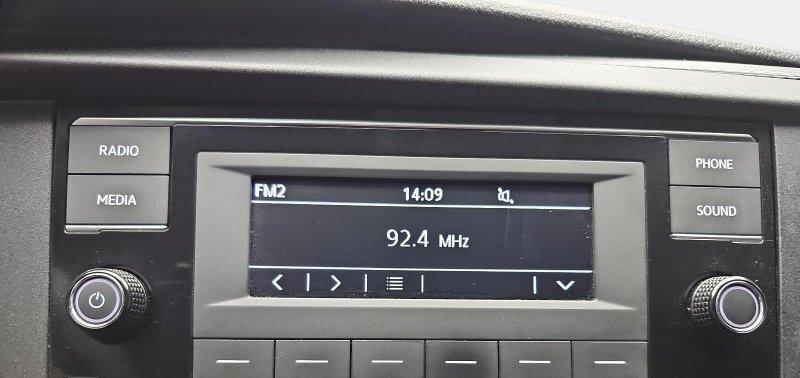 RADIO
MEDIA
FM2 14:09
92.4 MHz
PHONE
SOUND